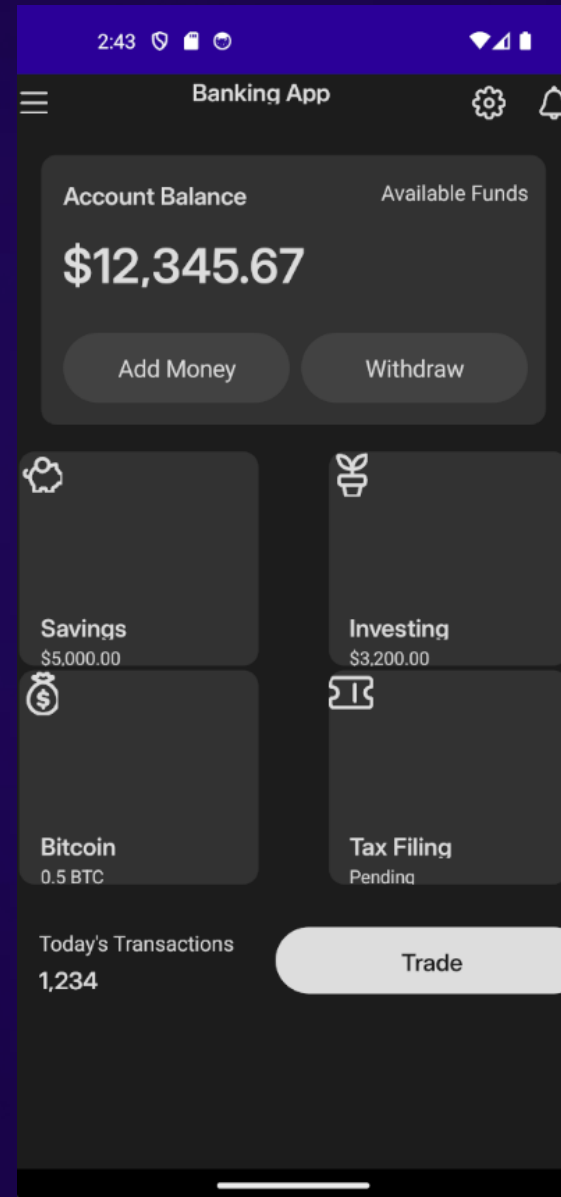 2:43
Banking App
Account Balance
Available Funds
$12,345.67
Add Money
Withdraw
Savings
$5,000.00
Investing
$3,200.00
Bitcoin
0.5 BTC
Tax Filing
Pending
Today's Transactions
1,234
Trade